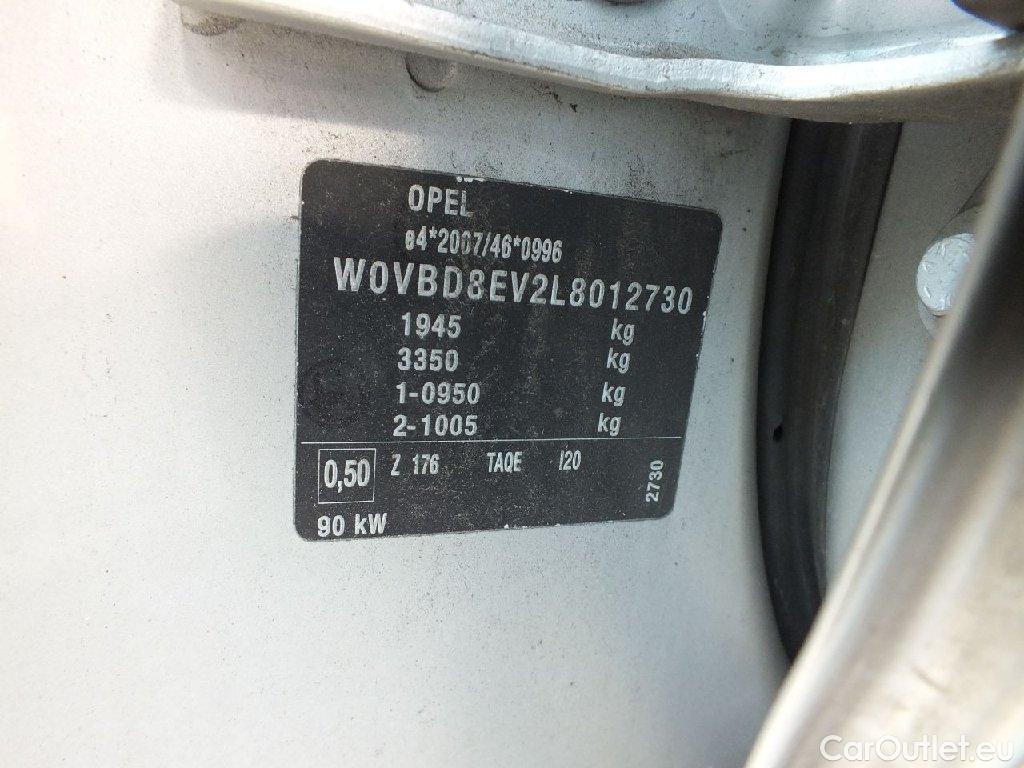 OPEL
e4*2007/46*0996
W0VBD8EV2L8012730
1945 kg
3350 kg
1-0950 kg
2-1005 kg
0,50 Z 176 TAQE I20
2730
90 kW
CarOutlet.eu